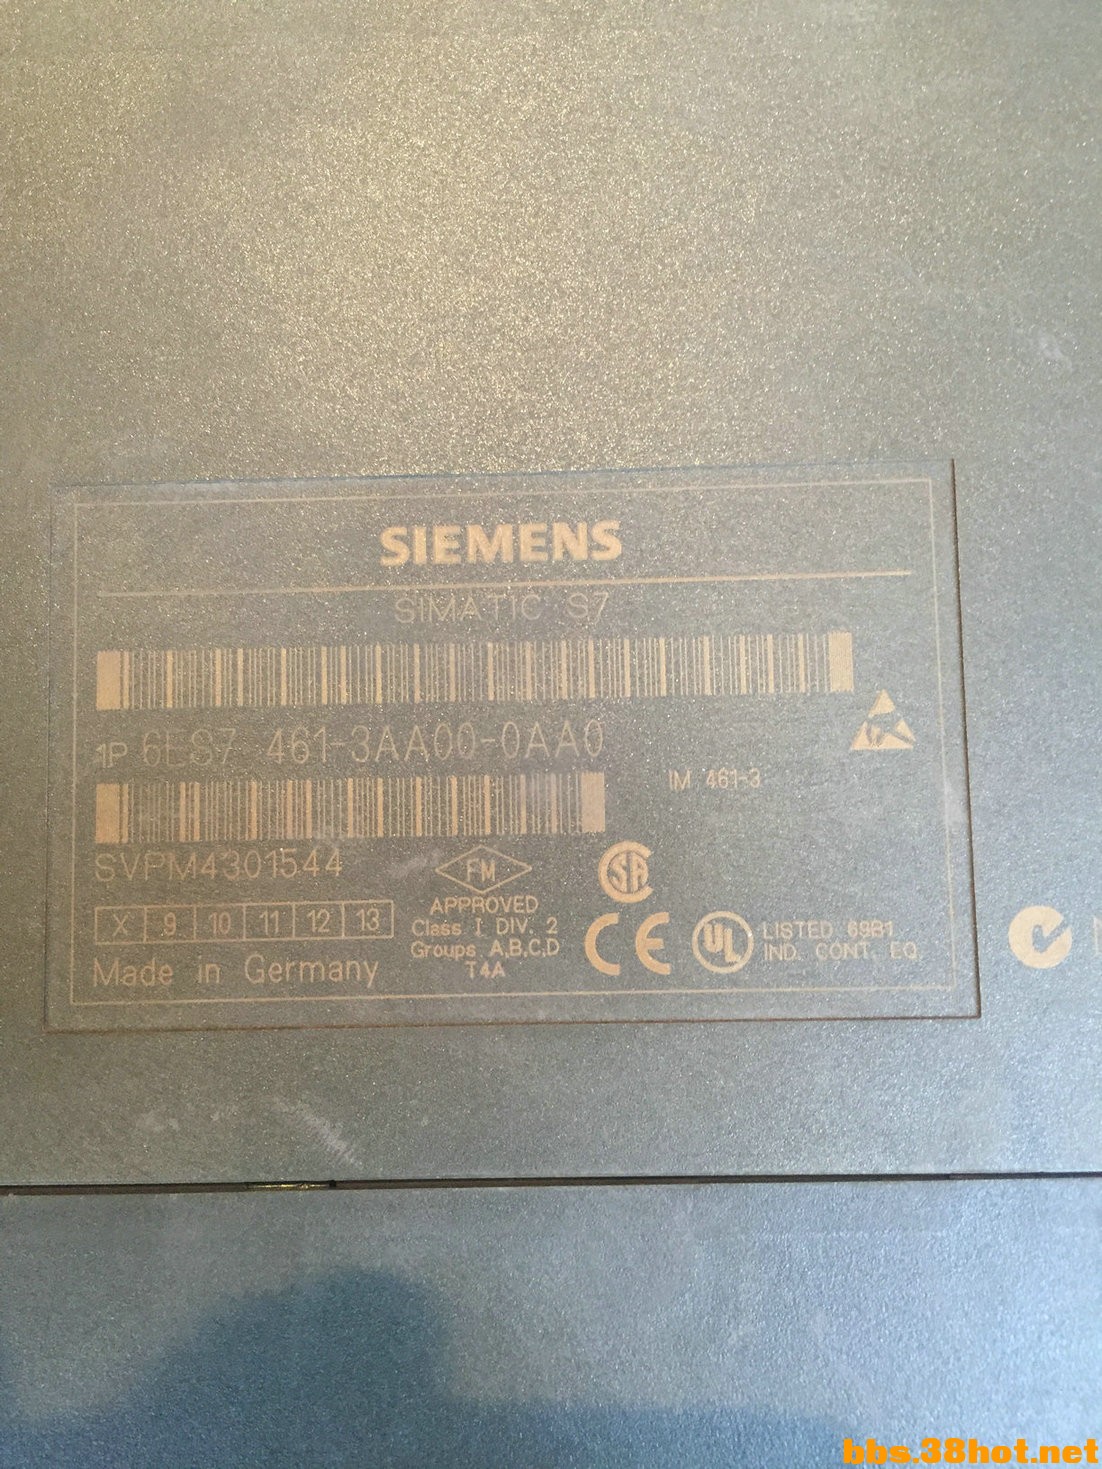 SIEMENS
SIMATIC S7
1P 6ES7 461-3AA00-0AA0
IM 461-3
SVPM4301544
FM
APPROVED
Class I DIV. 2
Groups A,B,C,D
T4A
SA
CE
UL
LISTED 69B1
IND. CONT. EQ.
X 9 10 11 12 13
Made in Germany
N
bbs.38hot.net